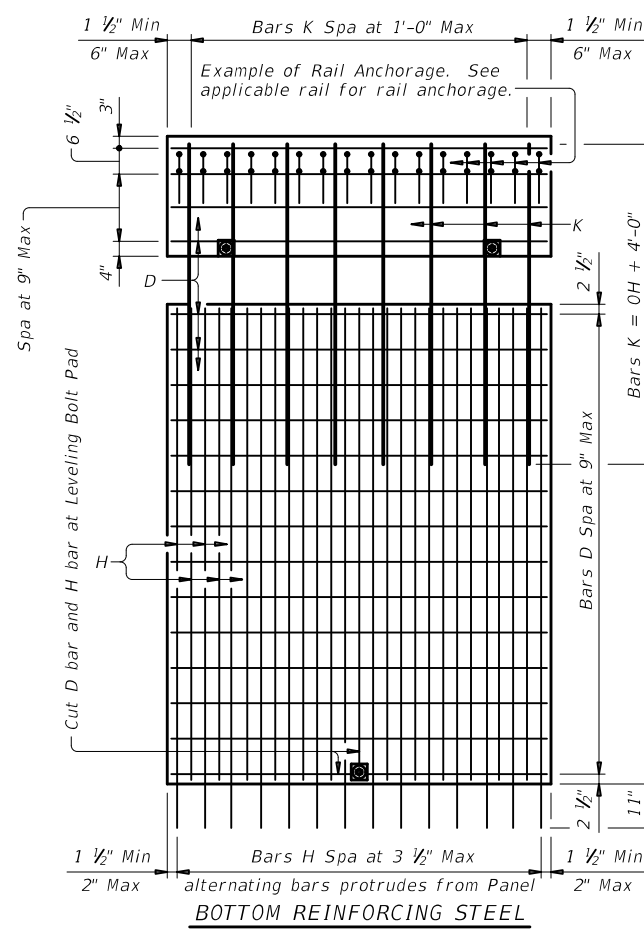 1 ½" Min
6" Max
Bars K Spa at 1'-0" Max
1 ½" Min
6" Max
Example of Rail Anchorage. See
applicable rail for rail anchorage.
3"
6 ½"
Spa at 9" Max
4"
D
K
2 ½"
Bars K = OH + 4'-0"
Cut D bar and H bar at Leveling Bolt Pad
H
Bars D Spa at 9" Max
2 ½"
11"
1 ½" Min
2" Max
Bars H Spa at 3 ½" Max
alternating bars protrudes from Panel
1 ½" Min
2" Max
BOTTOM REINFORCING STEEL